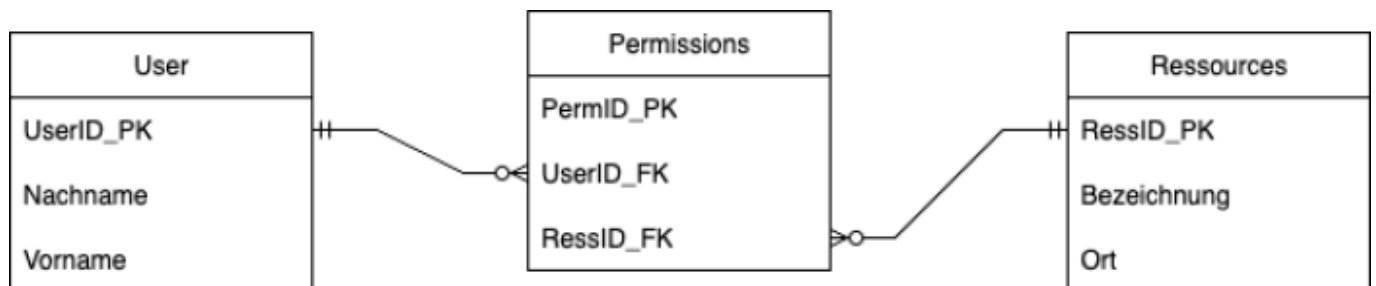 User
UserID_PK
Nachname
Vorname
Permissions
PermID_PK
UserID_FK
RessID_FK
Ressources
RessID_PK
Bezeichnung
Ort